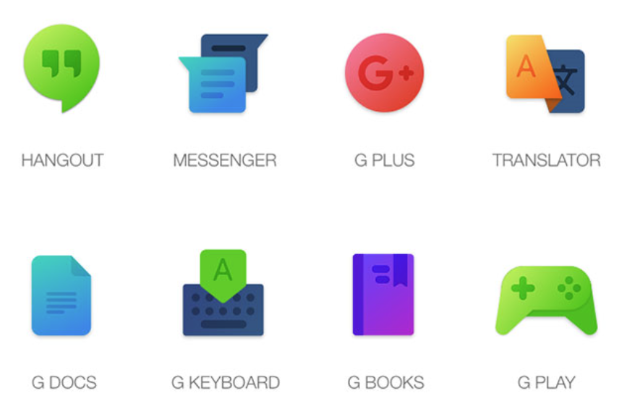 G+
A 文
HANGOUT MESSENGER G PLUS TRANSLATOR
A
G DOCS G KEYBOARD G BOOKS G PLAY